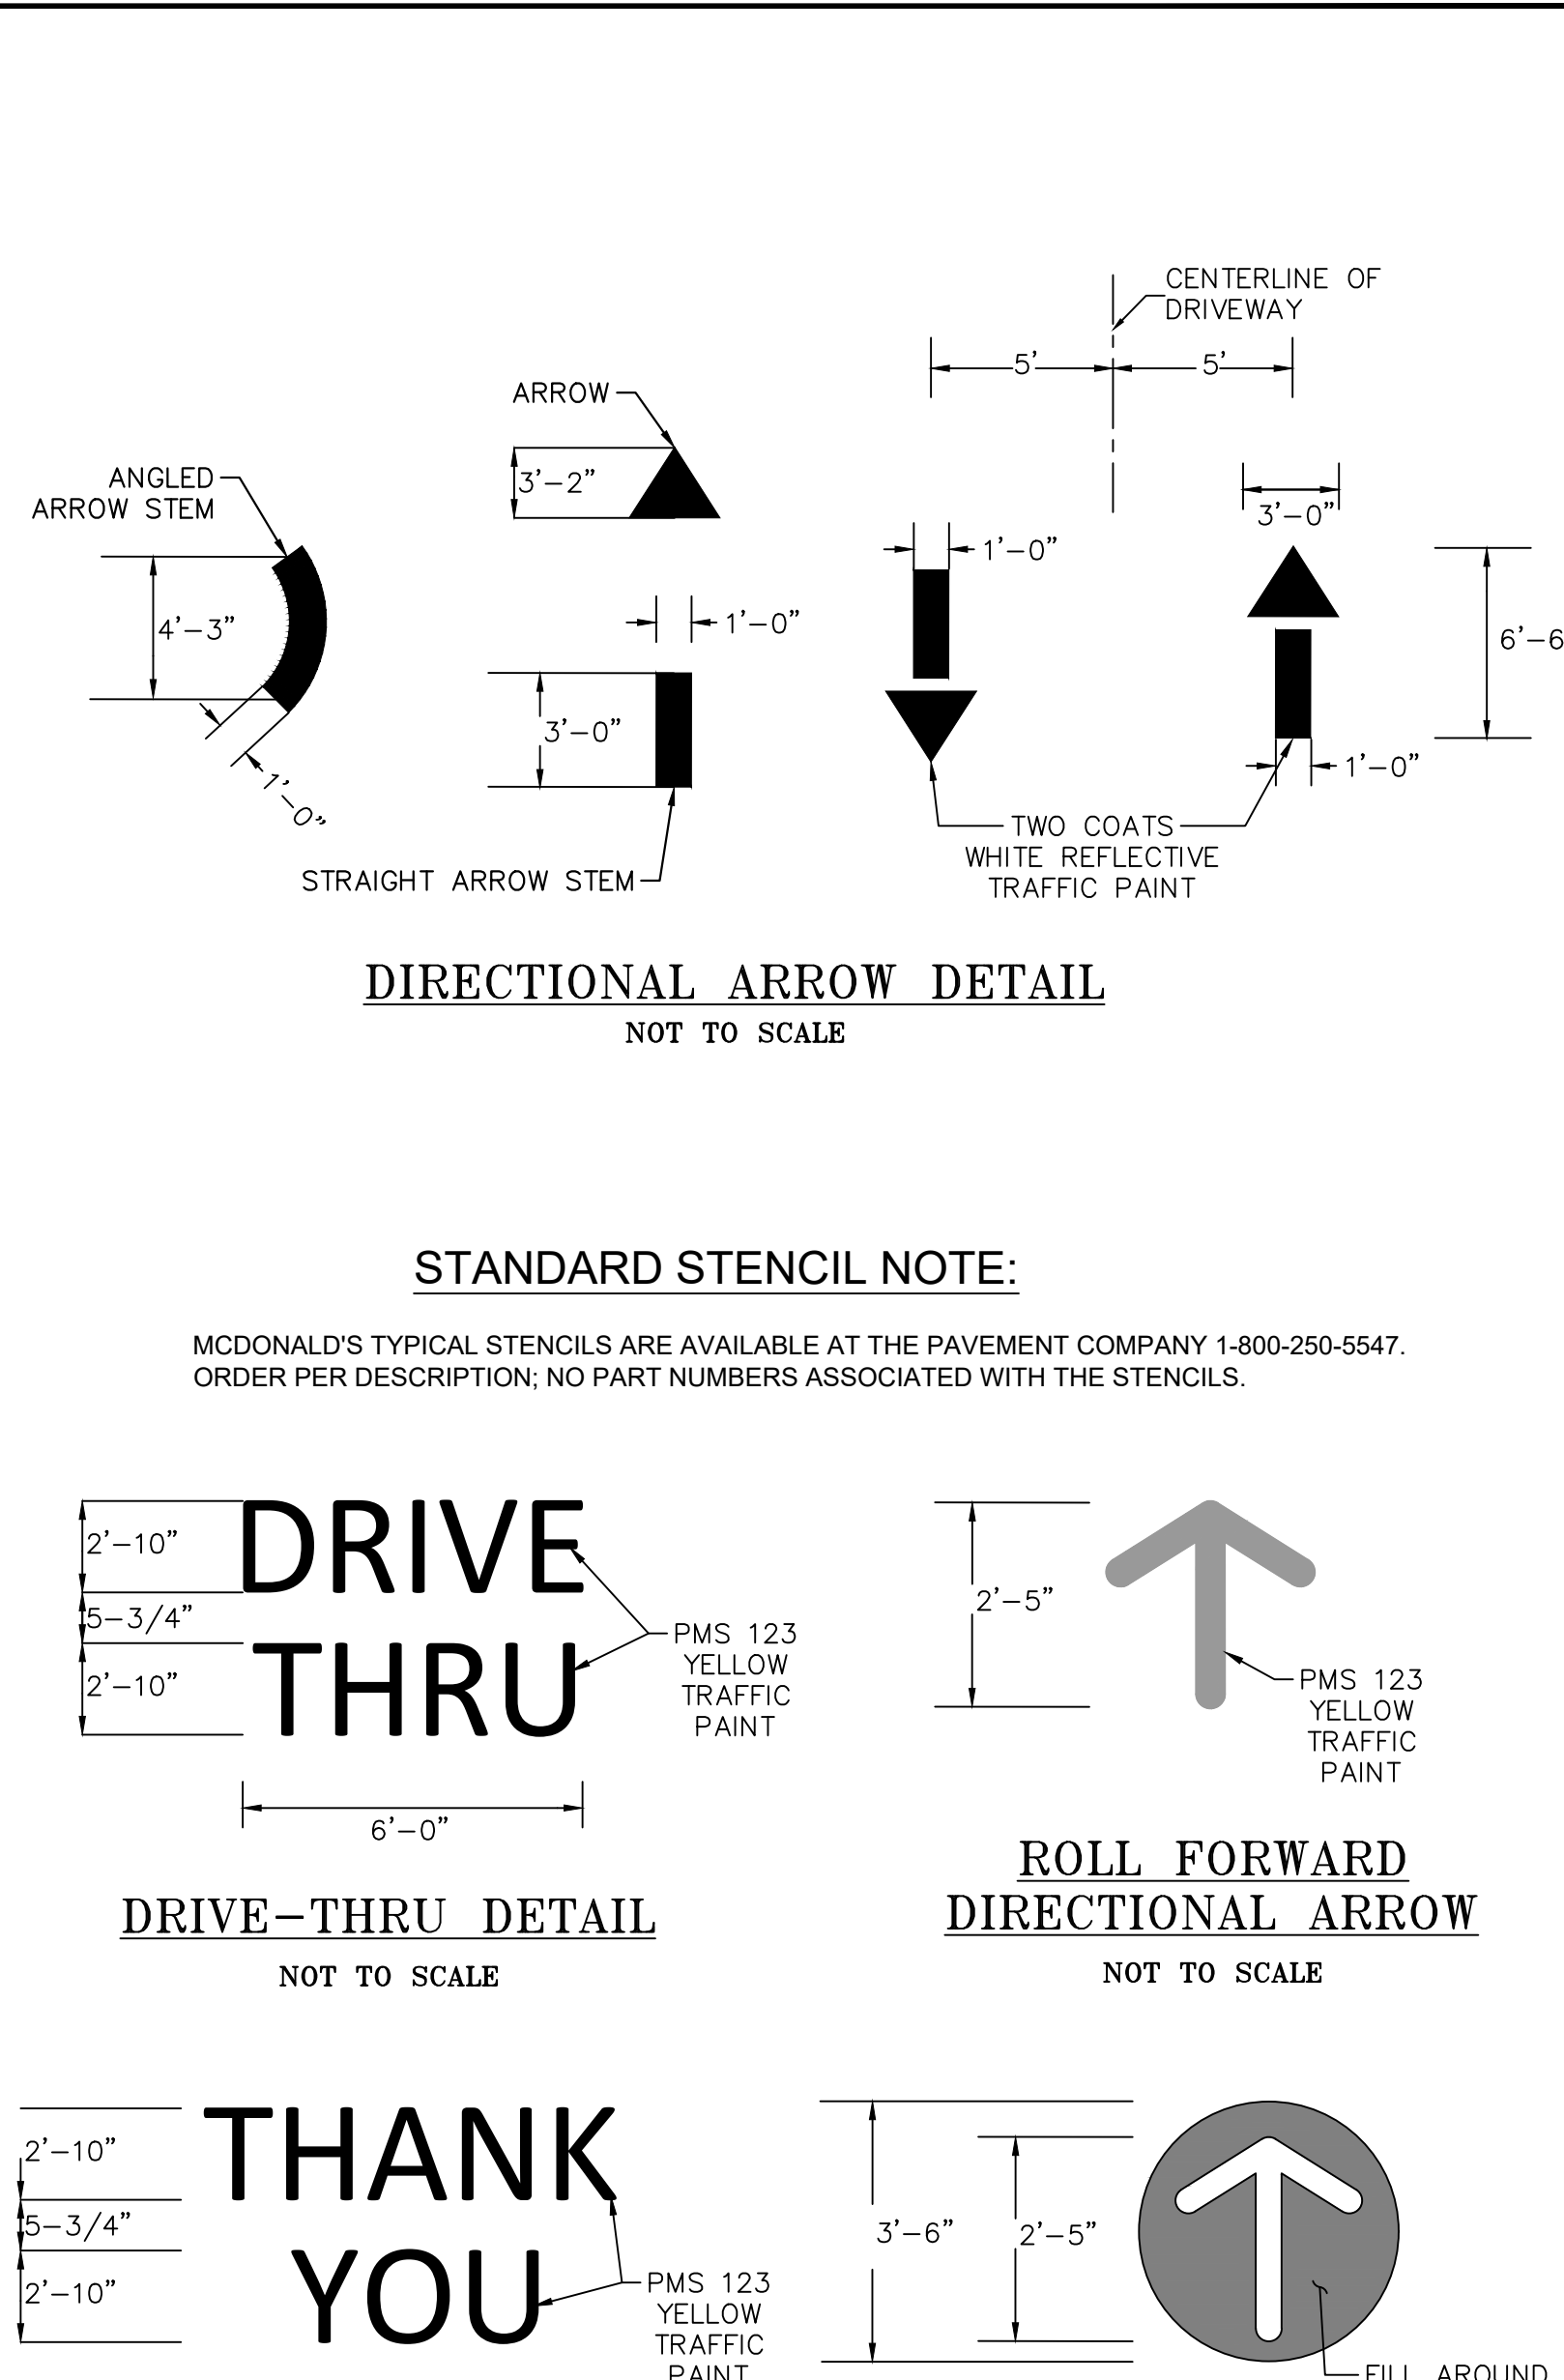 CENTERLINE OF
DRIVEWAY
5'
5'
ARROW
3'-2"
ANGLED
ARROW STEM
4'-3"
1'-0"
1'-0"
3'-0"
STRAIGHT ARROW STEM
1'-0"
3'-0"
6'-6
1'-0"
TWO COATS
WHITE REFLECTIVE
TRAFFIC PAINT
DIRECTIONAL ARROW DETAIL
NOT TO SCALE
STANDARD STENCIL NOTE:
MCDONALD'S TYPICAL STENCILS ARE AVAILABLE AT THE PAVEMENT COMPANY 1-800-250-5547.
ORDER PER DESCRIPTION; NO PART NUMBERS ASSOCIATED WITH THE STENCILS.
DRIVE
THRU
2'-10"
5-3/4"
2'-10"
6'-0"
PMS 123
YELLOW
TRAFFIC
PAINT
DRIVE-THRU DETAIL
NOT TO SCALE
2'-5"
PMS 123
YELLOW
TRAFFIC
PAINT
ROLL FORWARD
DIRECTIONAL ARROW
NOT TO SCALE
THANK
YOU
2'-10"
5-3/4"
2'-10"
PMS 123
YELLOW
TRAFFIC
PAINT
3'-6"
2'-5"
FILL AROUND